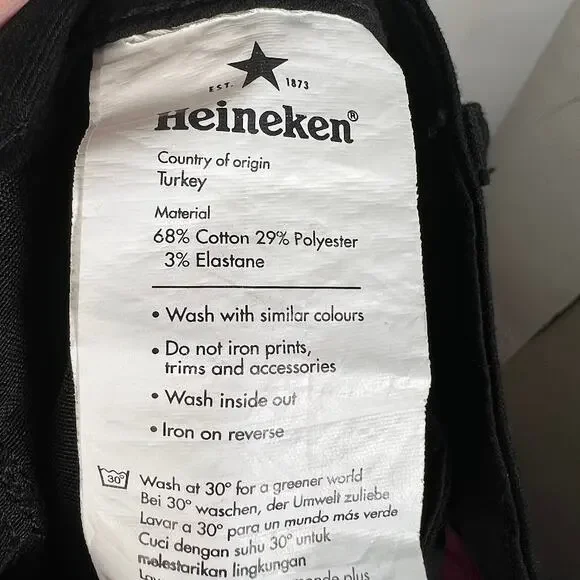 EST. 1873
Heineken®
Country of origin
Turkey
Material
68% Cotton 29% Polyester
3% Elastane
• Wash with similar colours
• Do not iron prints,
trims and accessories
• Wash inside out
• Iron on reverse
30° Wash at 30° for a greener world
Bei 30° waschen, der Umwelt zuliebe
Lavar a 30° para un mundo más verde
Cuci dengan suhu 30° untuk
melestarikan lingkungan
plus